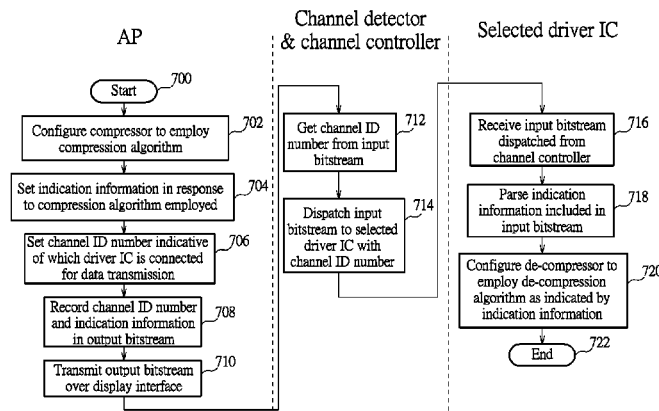 AP
Start
700
Configure compressor to employ
compression algorithm
702
Set indication information in response
to compression algorithm employed
704
Set channel ID number indicative
of which driver IC is connected
for data transmission
706
Record channel ID number
and indication information
in output bitstream
708
Transmit output bitstream
over display interface
710
Channel detector
& channel controller
Get channel ID
number from input
bitstream
712
Dispatch input
bitstream to selected
driver IC with
channel ID number
714
Selected driver IC
Receive input bitstream
dispatched from
channel controller
716
Parse indication
information included in
input bitstream
718
Configure de-compressor to
employ de-compression
algorithm as indicated by
indication information
720
End
722